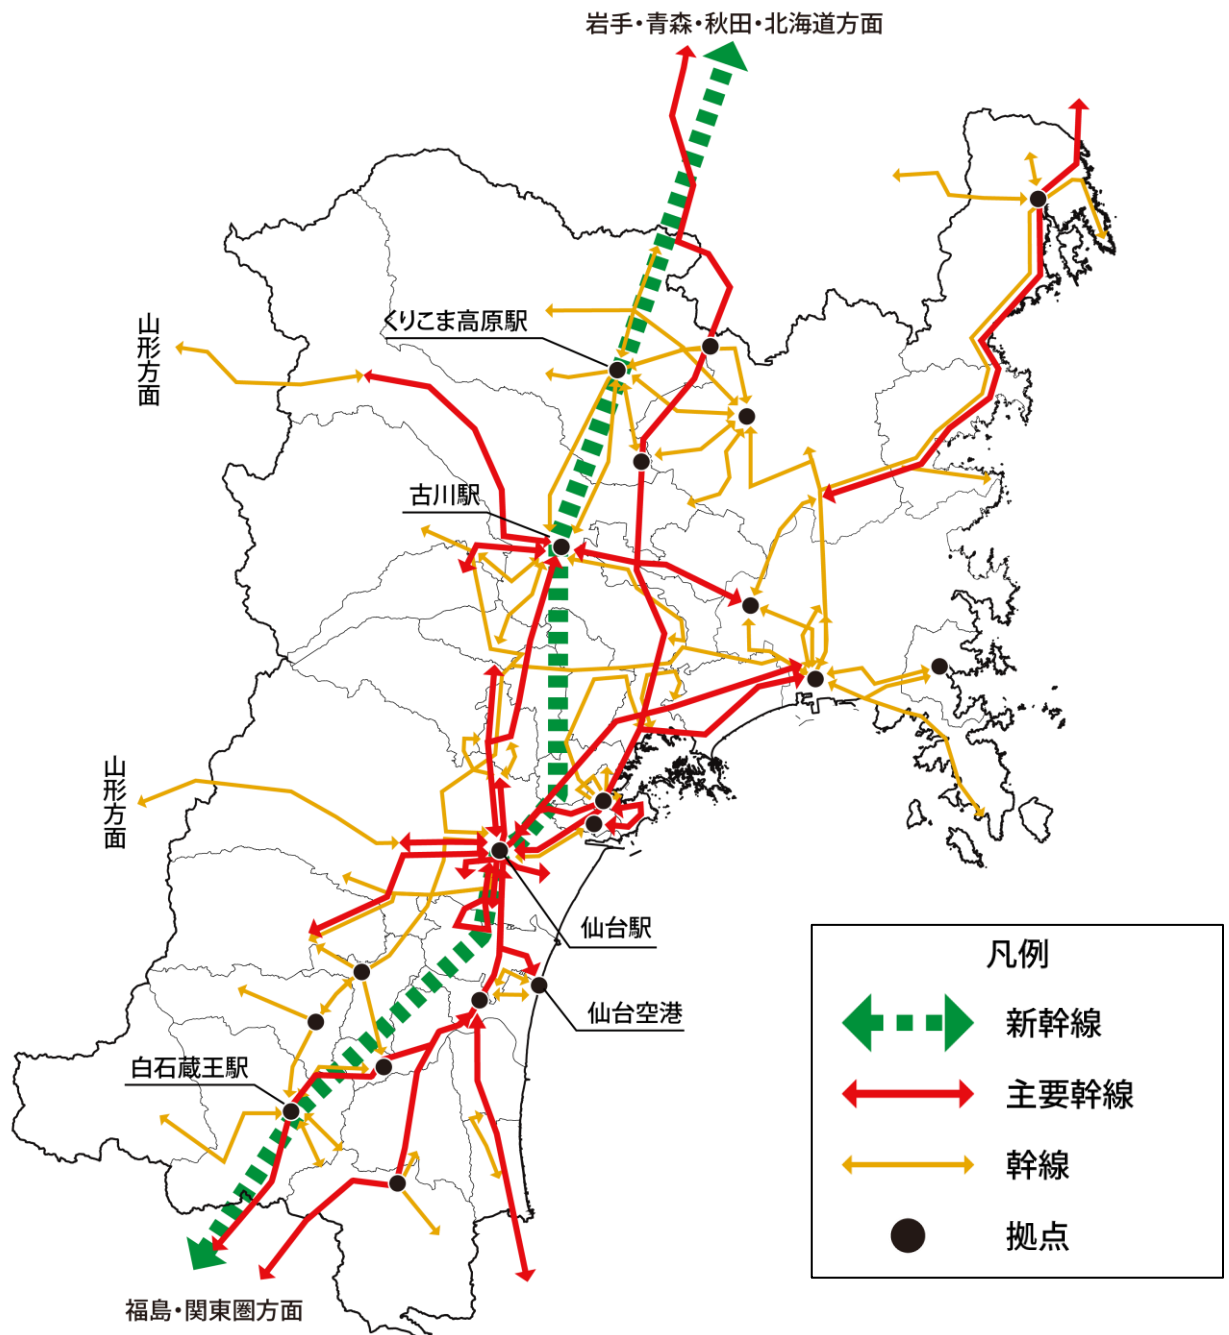 岩手・青森・秋田・北海道方面
くりこま高原駅
山形方面
古川駅
山形方面
仙台駅
仙台空港
白石蔵王駅
福島・関東圏方面
凡例
新幹線
主要幹線
幹線
拠点